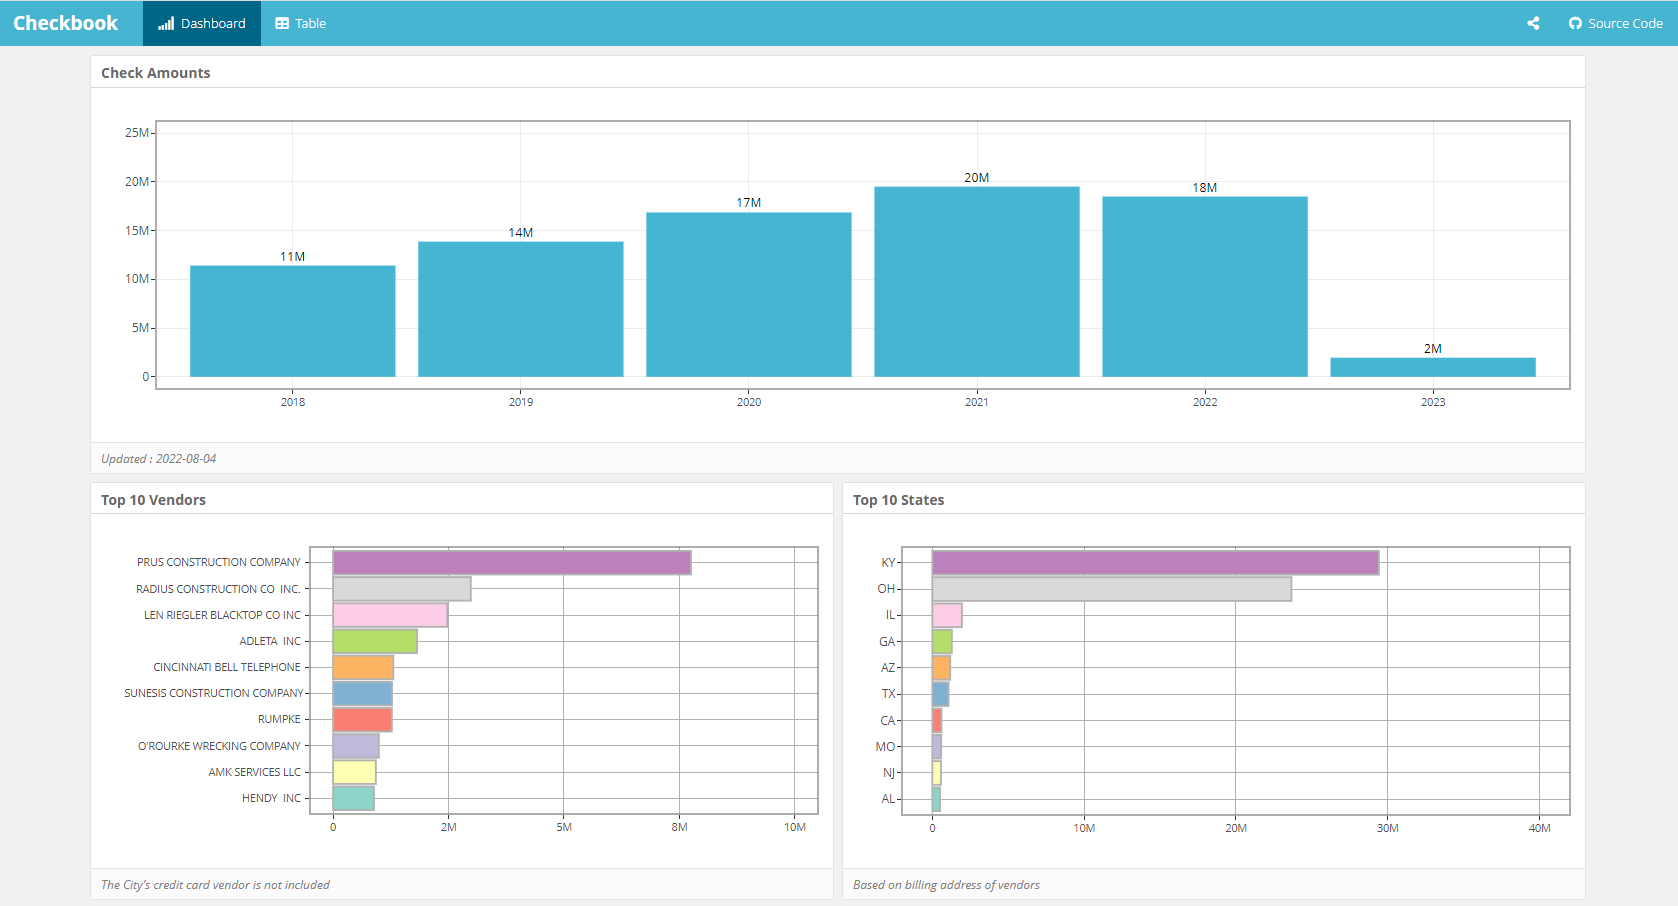 Checkbook
Dashboard
Table
Source Code
Check Amounts
25M
20M
15M
10M
5M
0
11M
14M
17M
20M
18M
2M
2018
2019
2020
2021
2022
2023
Updated : 2022-08-04
Top 10 Vendors
PRUS CONSTRUCTION COMPANY
RADIUS CONSTRUCTION CO  INC.
LEN RIEGLER BLACKTOP CO INC
ADLETA  INC
CINCINNATI BELL TELEPHONE
SUNESIS CONSTRUCTION COMPANY
RUMPKE
O'ROURKE WRECKING COMPANY
AMK SERVICES LLC
HENDY  INC
0
2M
5M
8M
10M
The City's credit card vendor is not included
Top 10 States
KY
OH
IL
GA
AZ
TX
CA
MO
NJ
AL
0
10M
20M
30M
40M
Based on billing address of vendors